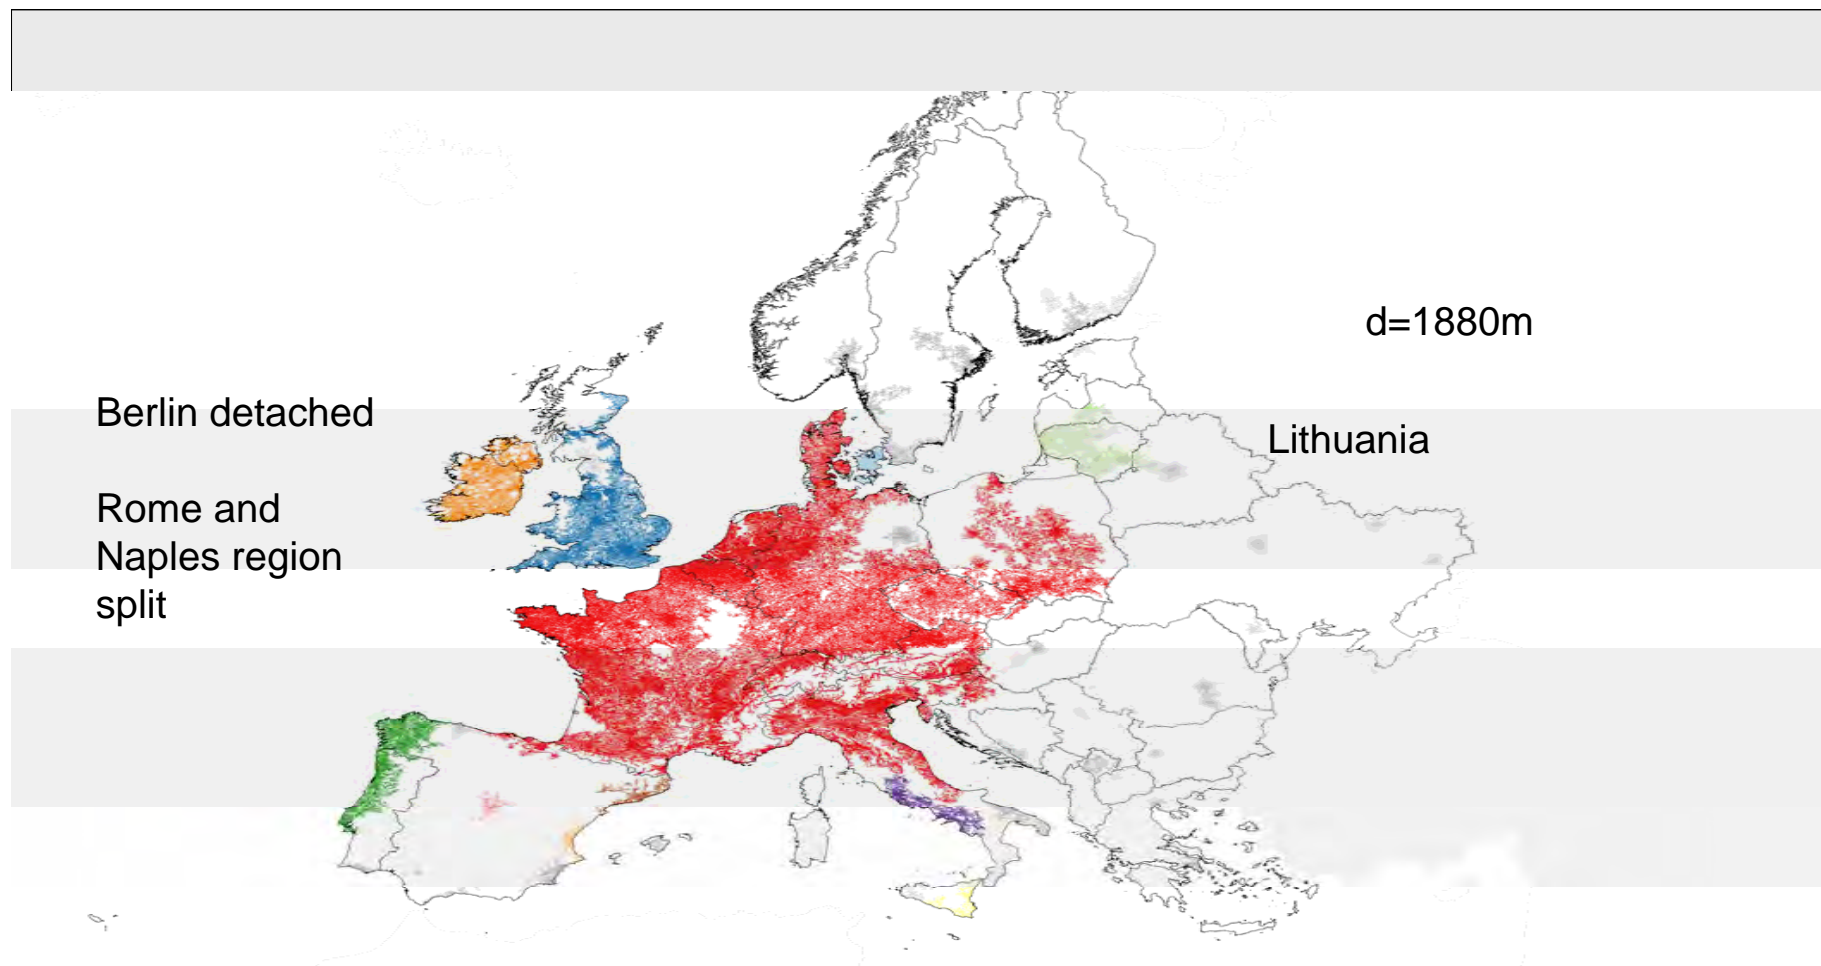 d=1880m
Berlin detached
Lithuania
Rome and
Naples region
split